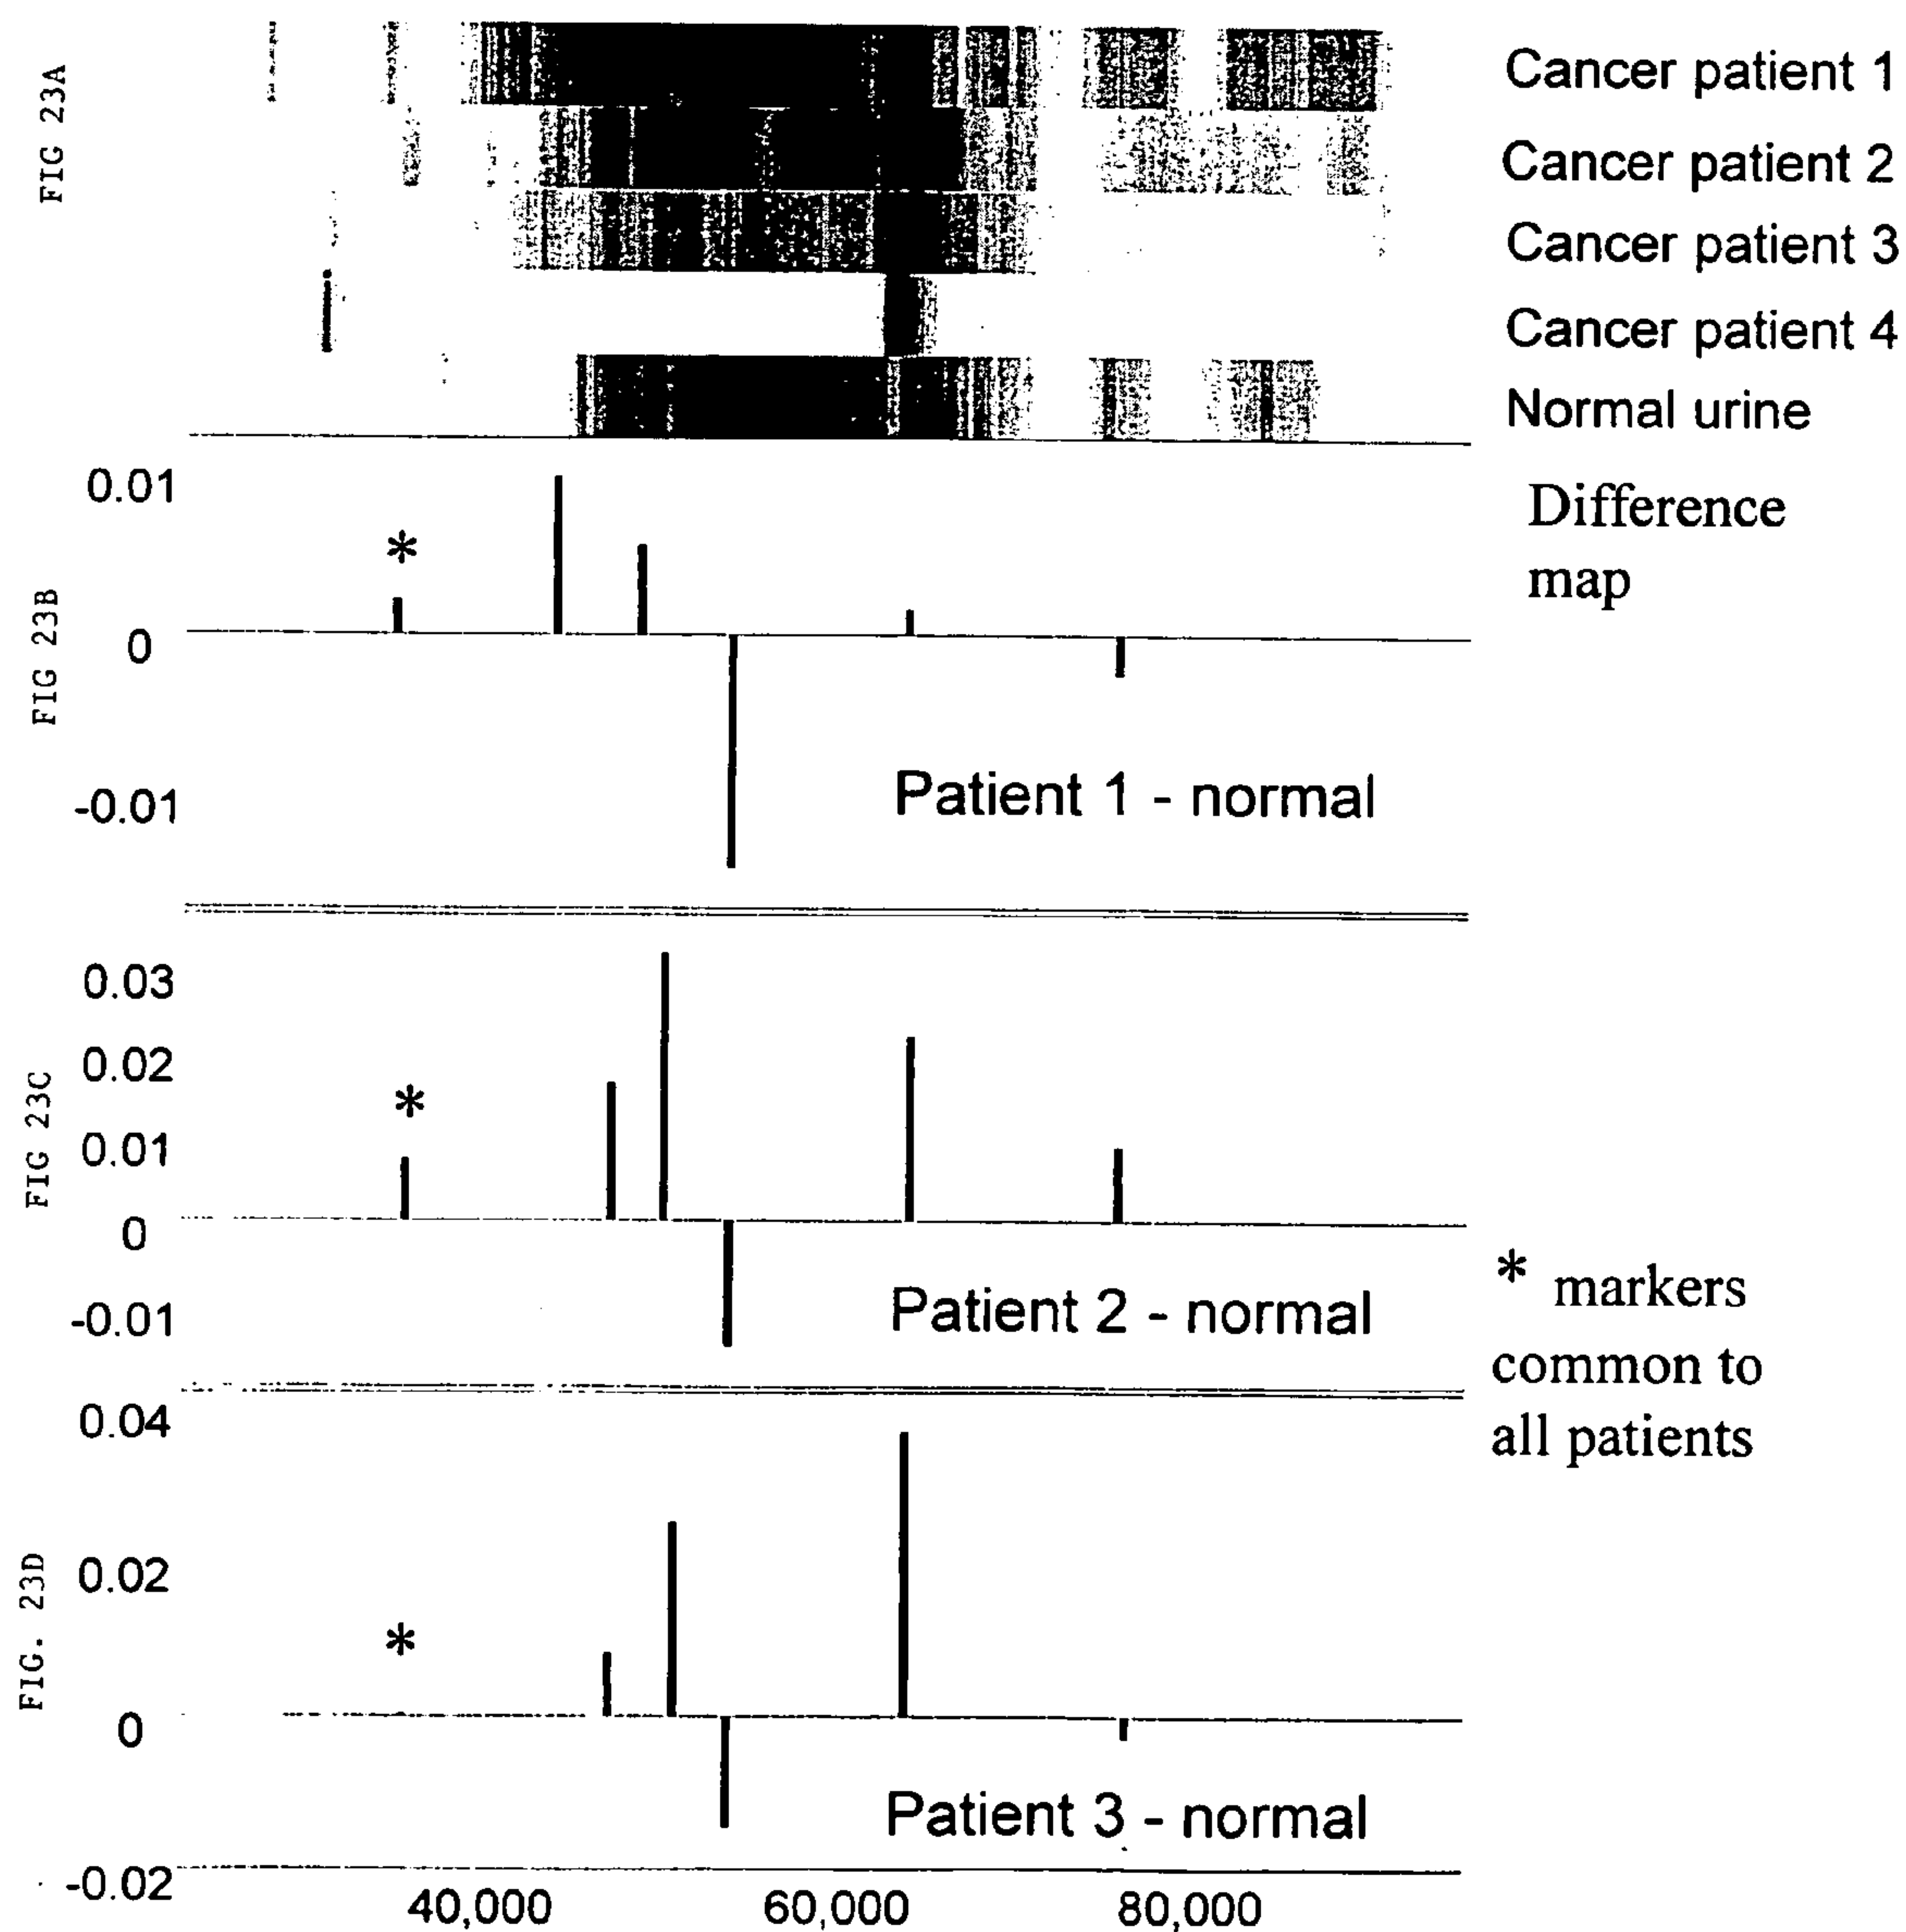 FIG 23A
Cancer patient 1
Cancer patient 2
Cancer patient 3
Cancer patient 4
Normal urine
Difference
map
FIG 23B
0.01
*
0
-0.01
Patient 1 - normal
FIG 23C
0.03
0.02
*
0.01
0
-0.01
Patient 2 - normal
* markers
common to
all patients
FIG. 23D
0.04
0.02
*
0
Patient 3 - normal
-0.02
40,000 60,000 80,000